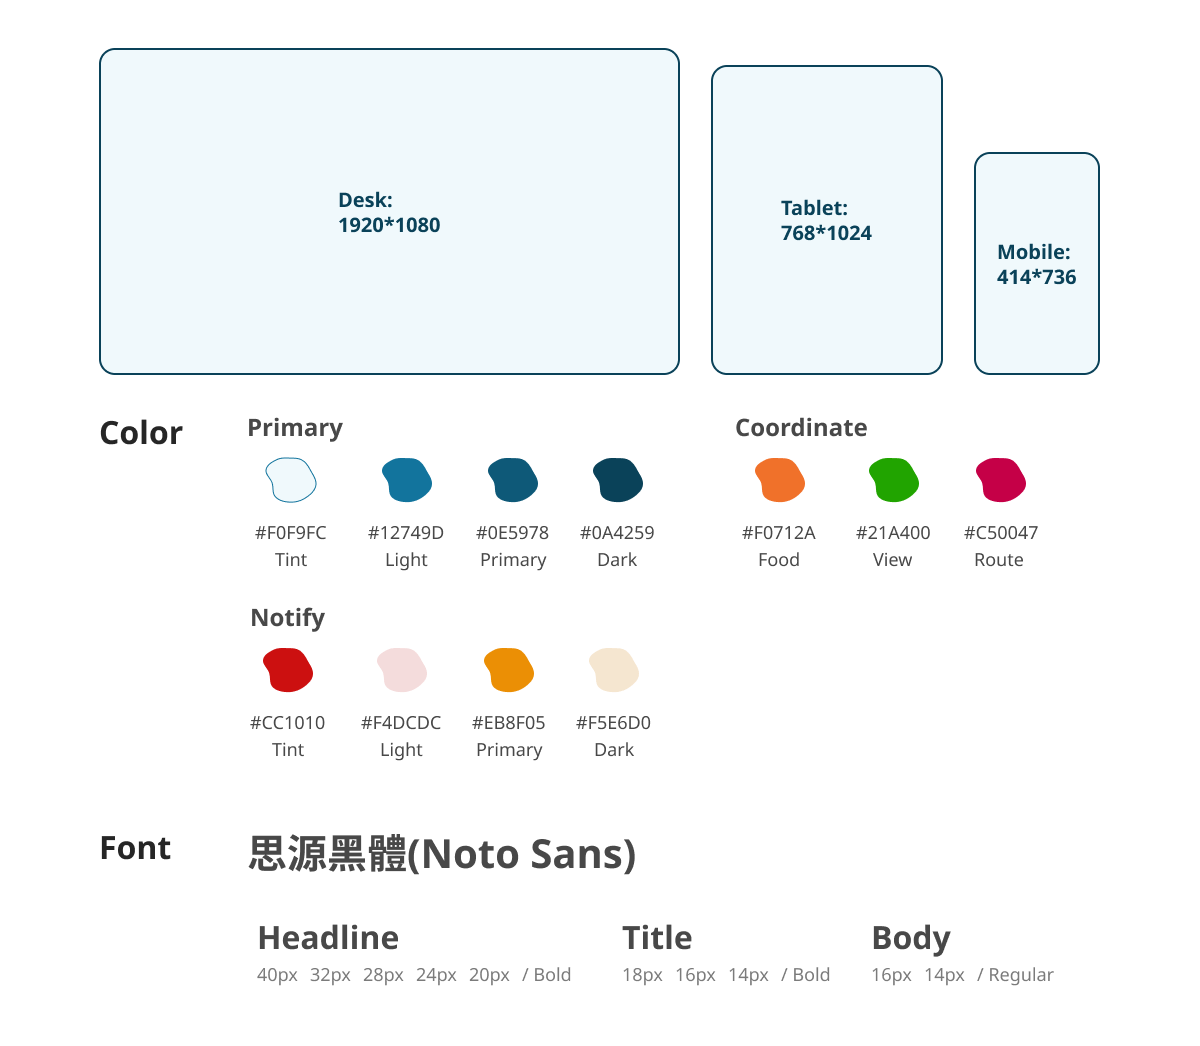 Desk:
1920*1080
Tablet:
768*1024
Mobile:
414*736
Color
Primary
#F0F9FC
Tint
#12749D
Light
#0E5978
Primary
#0A4259
Dark
Coordinate
#F0712A
Food
#21A400
View
#C50047
Route
Notify
#CC1010
Tint
#F4DCDC
Light
#EB8F05
Primary
#F5E6D0
Dark
Font
思源黑體(Noto Sans)
Headline
40px 32px 28px 24px 20px / Bold
Title
18px 16px 14px / Bold
Body
16px 14px / Regular